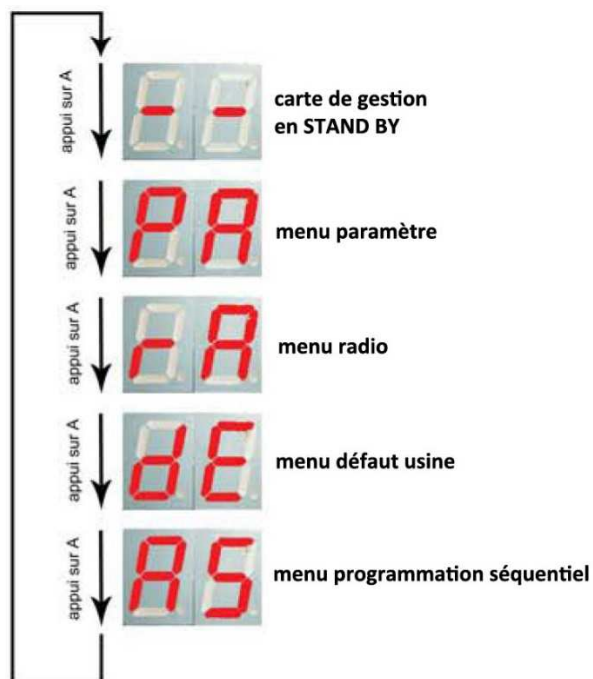 appui sur A
- -
carte de gestion
en STAND BY
appui sur A
PA
menu paramètre
appui sur A
rA
menu radio
appui sur A
dE
menu défaut usine
appui sur A
AS
menu programmation séquentiel